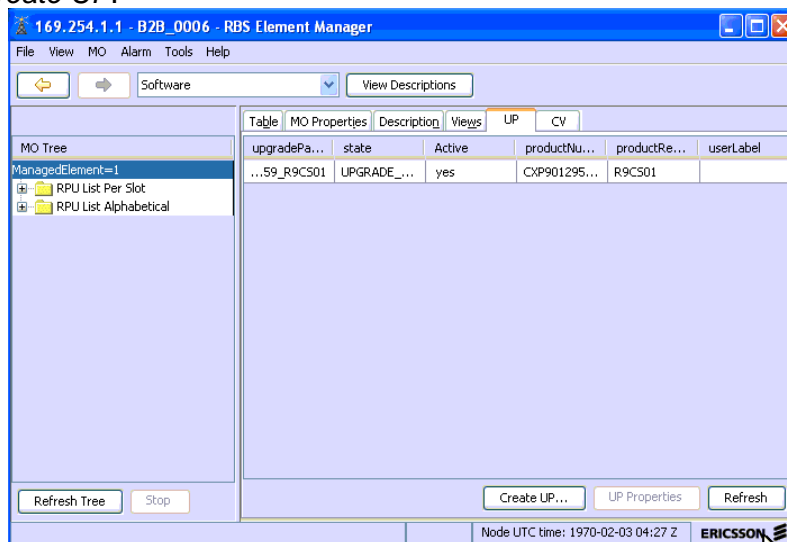 169.254.1.1 - B2B_0006 - RBS Element Manager
File View MO Alarm Tools Help
Software View Descriptions
Table MO Properties Description Views UP CV
MO Tree
upgradePa... state Active productNu... productRe... userLabel
ManagedElement=1
...59_R9CS01 UPGRADE_... yes CXP901295... R9CS01
RPU List Per Slot
RPU List Alphabetical
Refresh Tree Stop
Create UP... UP Properties Refresh
Node UTC time: 1970-02-03 04:27 Z ERICSSON